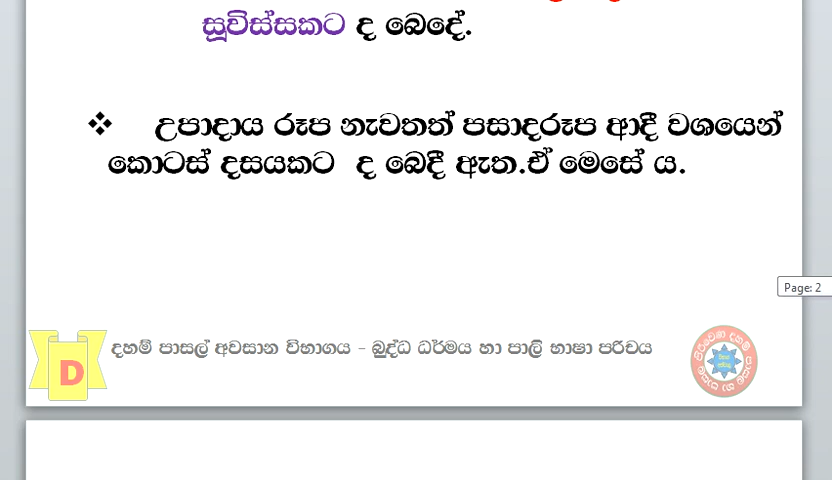 සූවිස්සකට ද බෙදේ.
❖ උපාදාය රූප නැවතත් පසාදරූප ආදී වශයෙන්
කොටස් දසයකට ද බෙදී ඇත.ඒ මෙසේ ය.
Page: 2
D
දහම් පාසල් අවසාන විභාගය - බුද්ධ ධර්මය හා පාලි භාෂා පරිචය